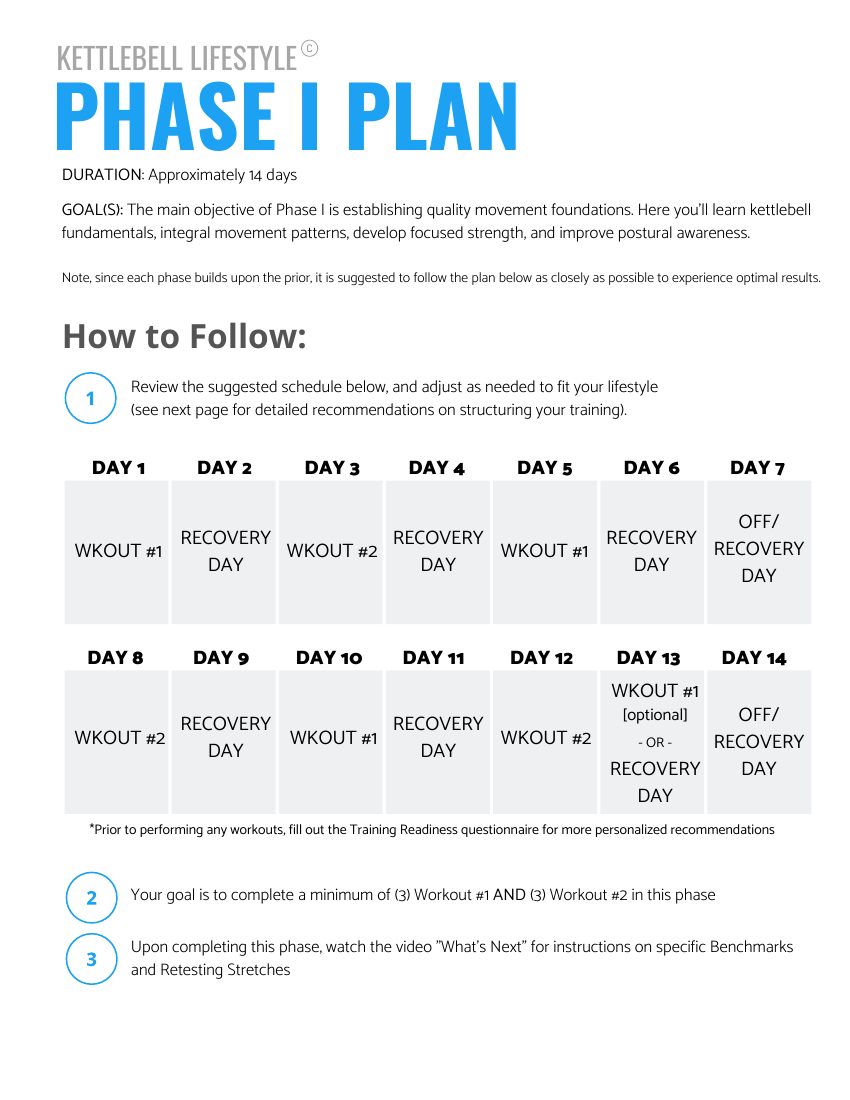 KETTLEBELL LIFESTYLE©
PHASE I PLAN
DURATION: Approximately 14 days
GOAL(S): The main objective of Phase I is establishing quality movement foundations. Here you'll learn kettlebell
fundamentals, integral movement patterns, develop focused strength, and improve postural awareness.
Note, since each phase builds upon the prior, it is suggested to follow the plan below as closely as possible to experience optimal results.
How to Follow:
1
Review the suggested schedule below, and adjust as needed to fit your lifestyle
(see next page for detailed recommendations on structuring your training).
DAY 1 DAY 2 DAY 3 DAY 4 DAY 5 DAY 6 DAY 7
WKOUT #1
RECOVERY
DAY
WKOUT #2
RECOVERY
DAY
WKOUT #1
RECOVERY
DAY
OFF/
RECOVERY
DAY
DAY 8 DAY 9 DAY 10 DAY 11 DAY 12 DAY 13 DAY 14
WKOUT #2
RECOVERY
DAY
WKOUT #1
RECOVERY
DAY
WKOUT #2
WKOUT #1
[optional]
- OR -
RECOVERY
DAY
OFF/
RECOVERY
DAY
*Prior to performing any workouts, fill out the Training Readiness questionnaire for more personalized recommendations
2
Your goal is to complete a minimum of (3) Workout #1 AND (3) Workout #2 in this phase
3
Upon completing this phase, watch the video "What's Next" for instructions on specific Benchmarks
and Retesting Stretches